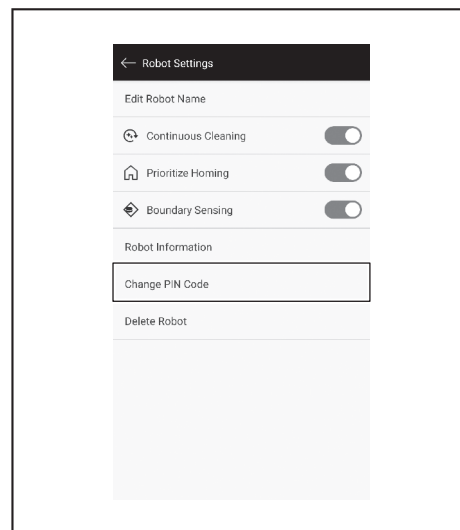 Robot Settings
Edit Robot Name
Continuous Cleaning
Prioritize Homing
Boundary Sensing
Robot Information
Change PIN Code
Delete Robot